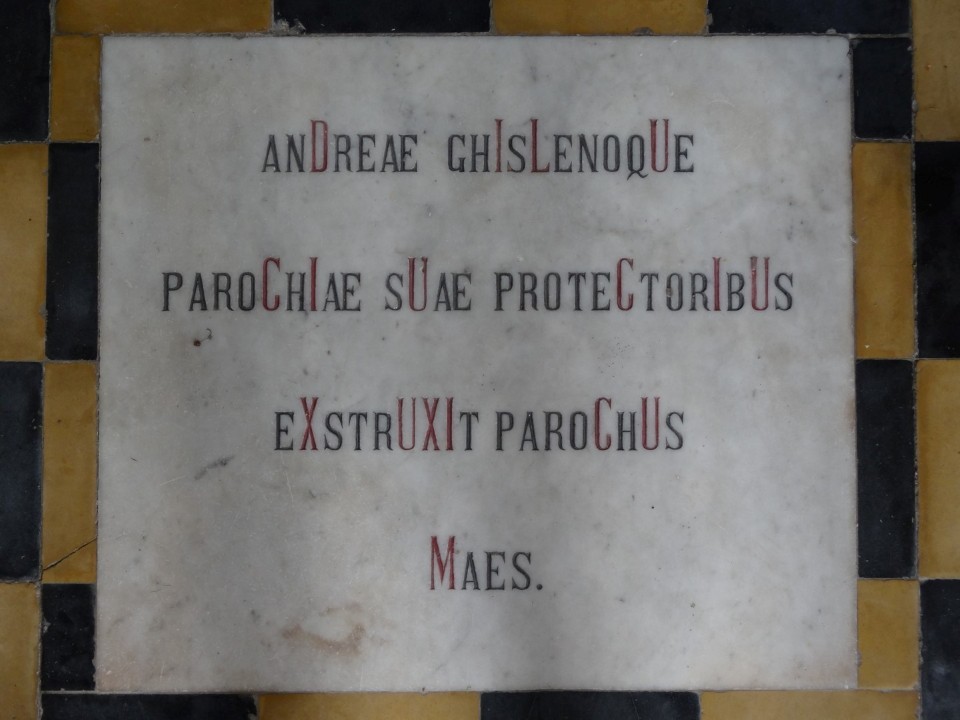 anDREAE GHISLENOQUE
PAROCHIAE SUAE PROTECTORIBUS
EXSTRUXIT PAROCHUS
MAES.